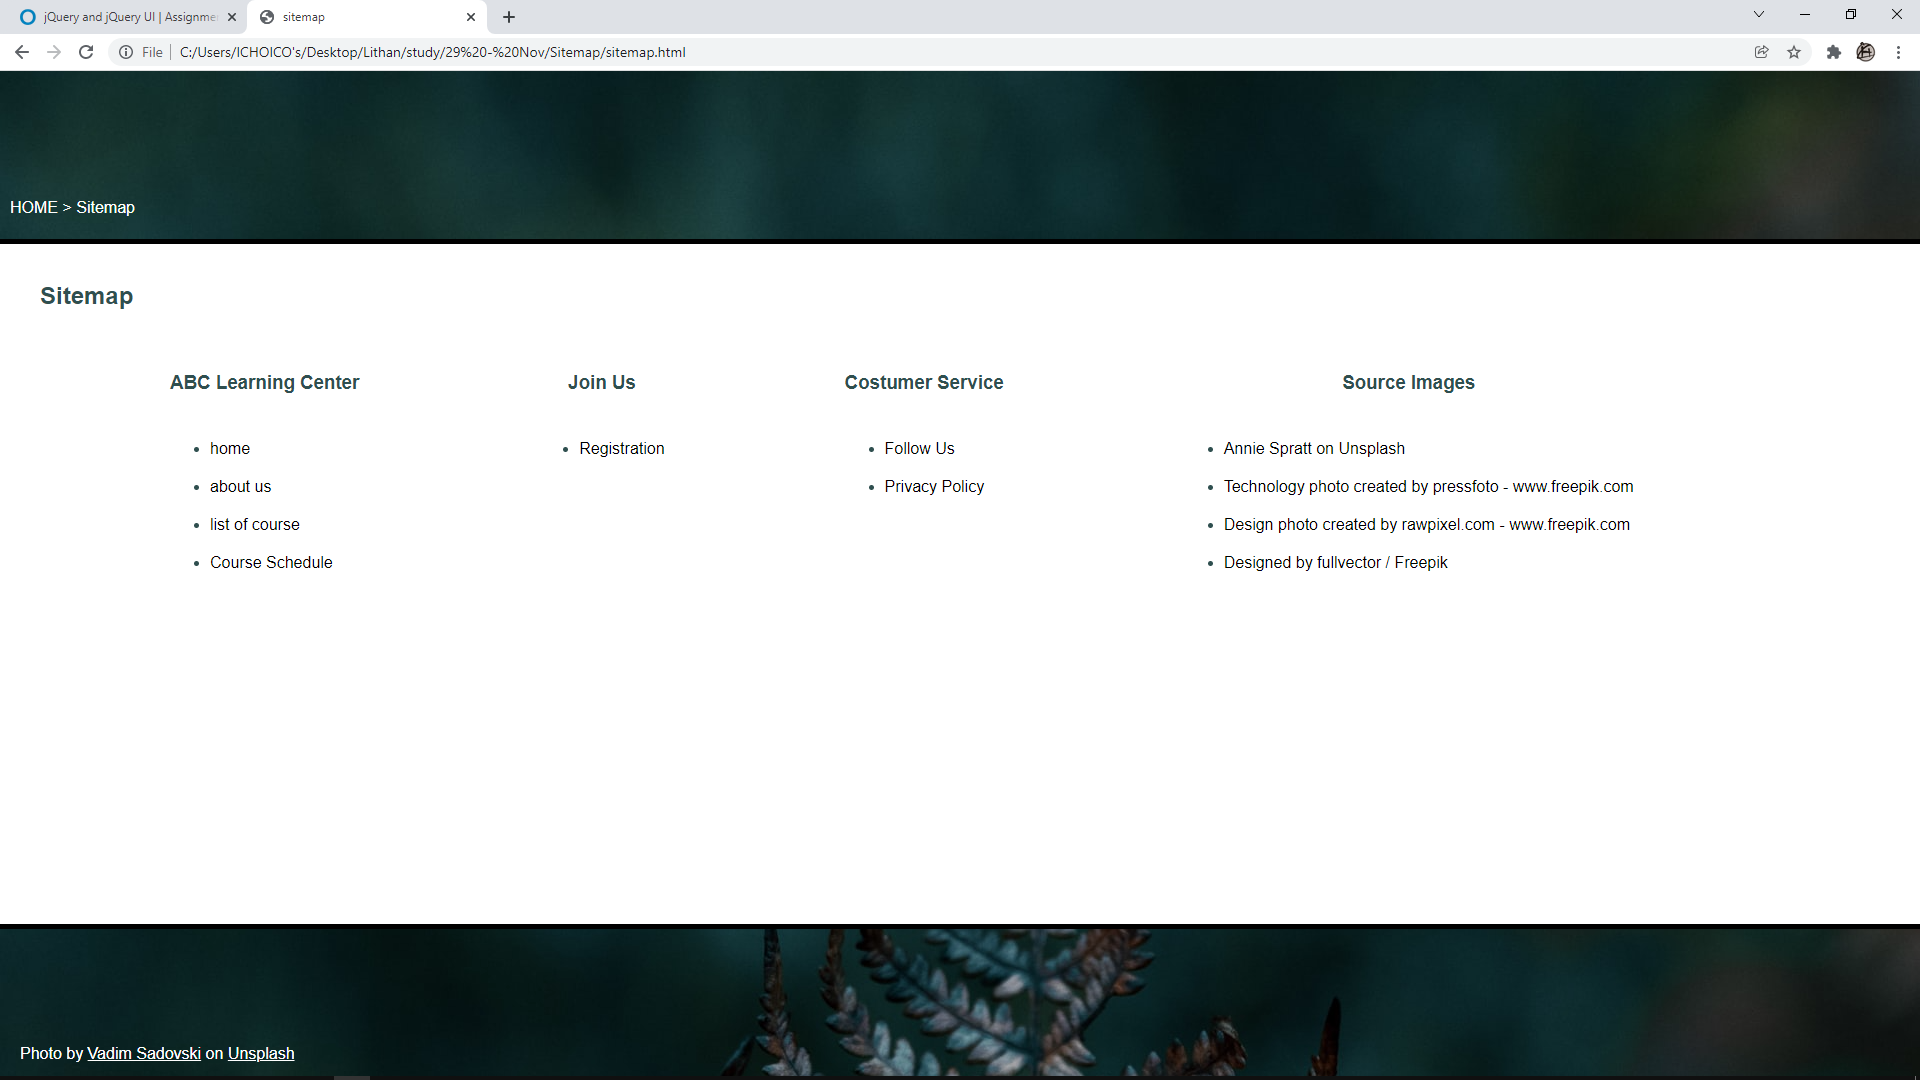 jQuery and jQuery UI | Assignme
sitemap
File
C:/Users/ICHOICO's/Desktop/Lithan/study/29%20-%20Nov/Sitemap/sitemap.html
HOME > Sitemap
Sitemap
ABC Learning Center
home
about us
list of course
Course Schedule
Join Us
Registration
Costumer Service
Follow Us
Privacy Policy
Source Images
Annie Spratt on Unsplash
Technology photo created by pressfoto - www.freepik.com
Design photo created by rawpixel.com - www.freepik.com
Designed by fullvector / Freepik
Photo by Vadim Sadovski on Unsplash